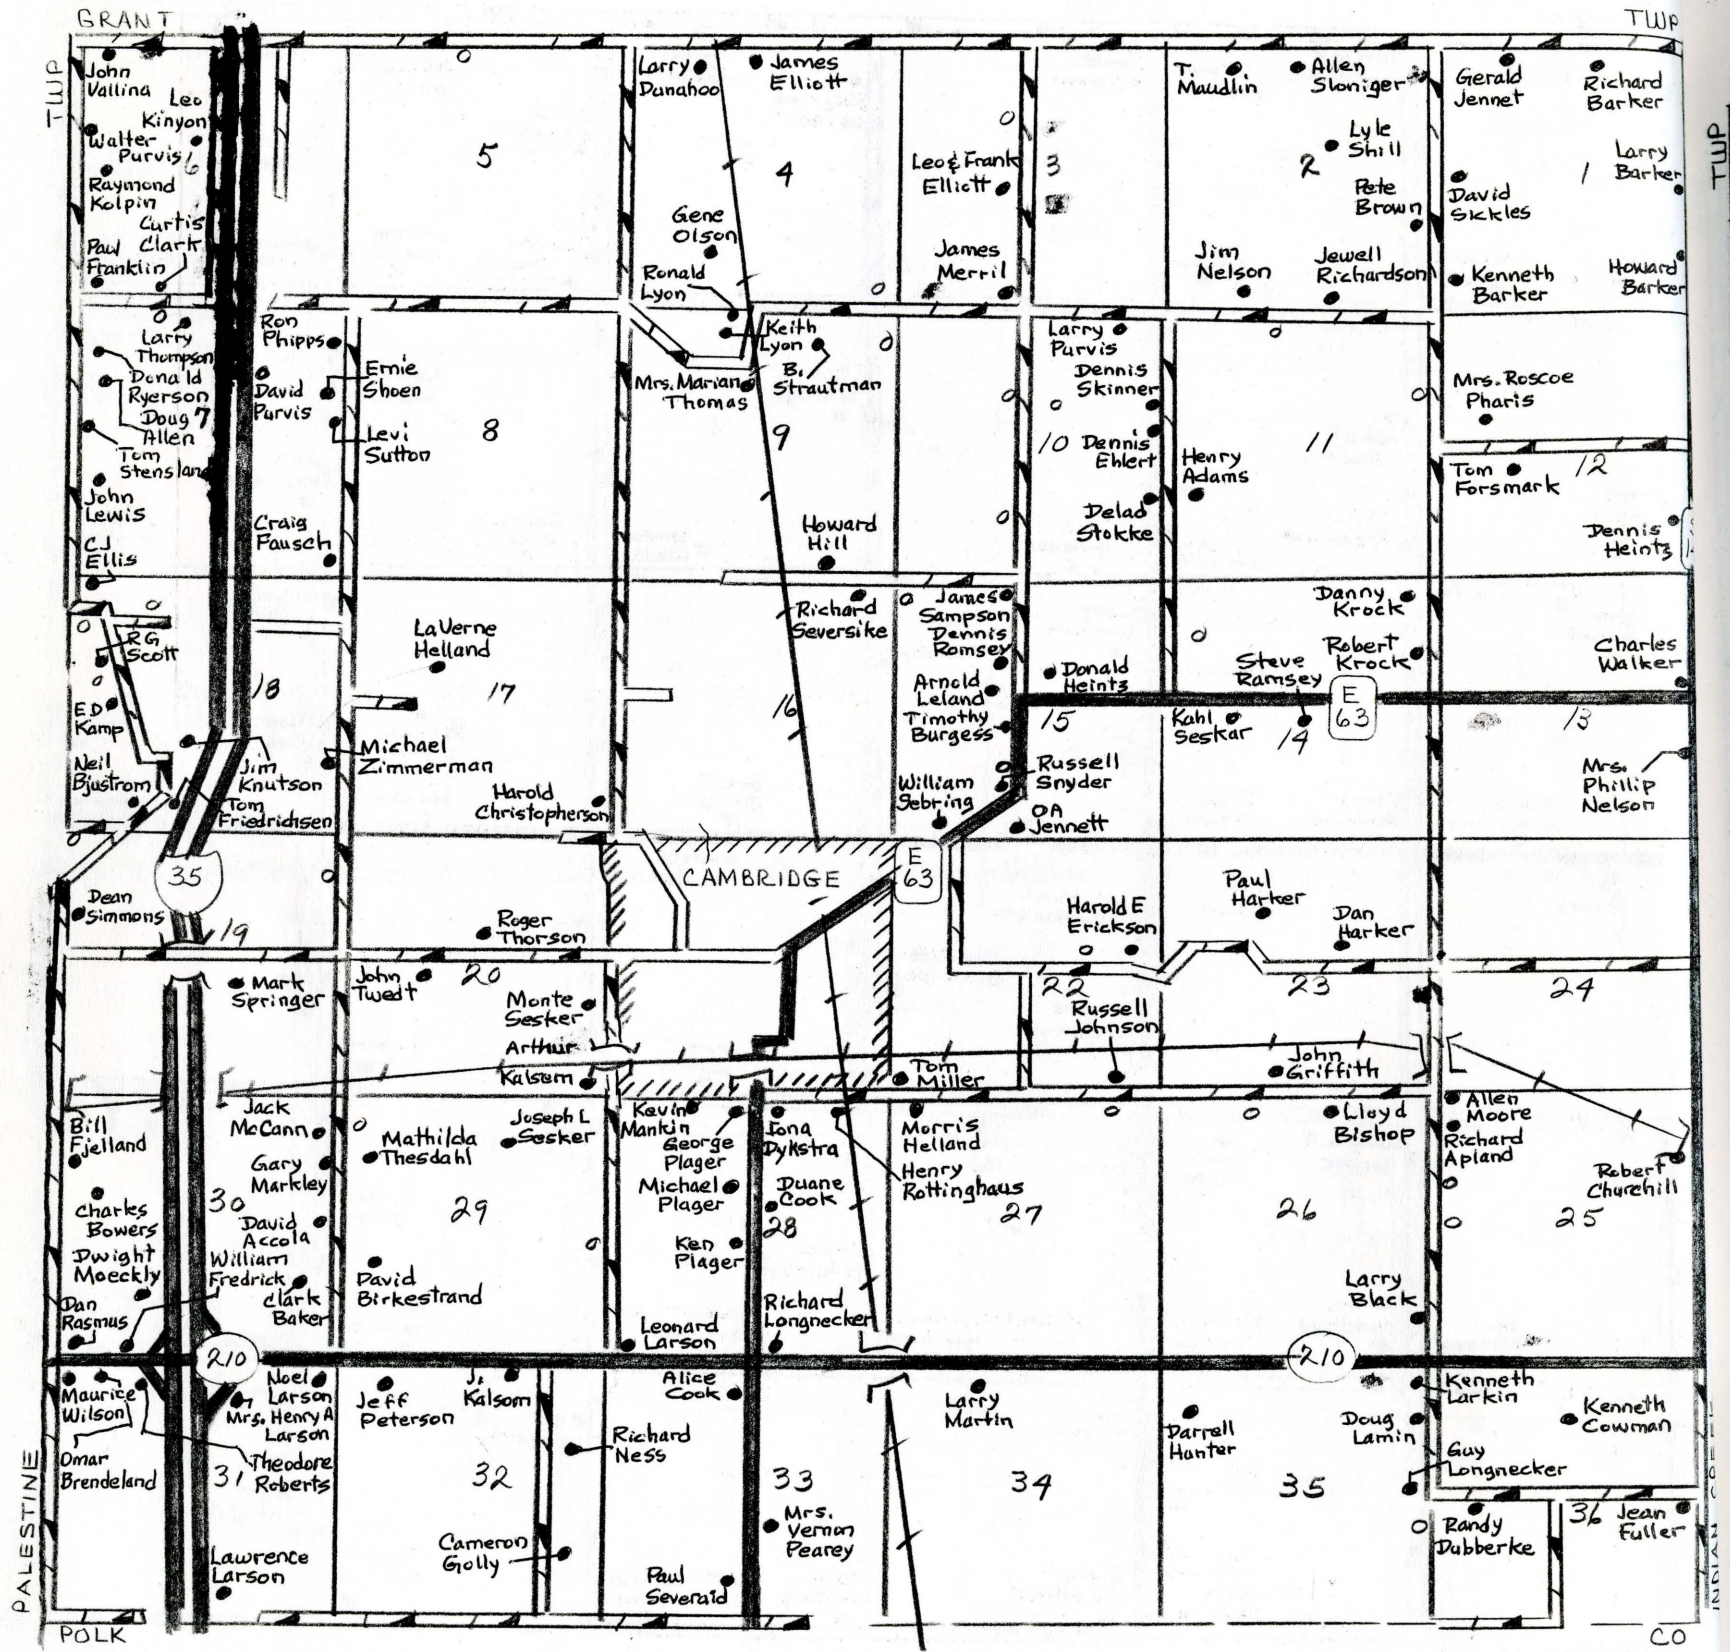 GRANT
TWP
TWP
TWP
John
Vallina
Leo
Kinyon
Walter
Purvis
6
Raymond
Kolpin
Curtis
Clark
Paul
Franklin
5
Larry
Dunahoo
James
Elliott
4
Leo & Frank
Elliott
Gene
Olson
Ronald
Lyon
James
Merril
3
T.
Maudlin
Allen
Sloniger
Lyle
Shill
2
Pete
Brown
Jim
Nelson
Jewell
Richardson
Gerald
Jennet
Richard
Barker
Larry
Barker
1
David
Sickles
Kenneth
Barker
Howard
Barker
Larry
Thompson
Donald
Ryerson
Doug
Allen
7
Tom
Stensland
John
Lewis
CJ
Ellis
Ron
Phipps
David
Purvis
Ernie
Shoen
Levi
Sutton
Craig
Fausch
8
Keith
Lyon
B.
Strautman
Mrs. Marian
Thomas
9
Howard
Hill
Larry
Purvis
Dennis
Skinner
10
Dennis
Ehlert
Delad
Stokke
Henry
Adams
11
Mrs. Roscoe
Pharis
Tom
Forsmark
12
Dennis
Heintz
RG
Scott
ED
Kamp
Neil
Bjustrom
18
Jim
Knutson
Tom
Friedrichsen
LaVerne
Helland
17
Michael
Zimmerman
Harold
Christopherson
Richard
Seversike
16
James
Sampson
Dennis
Romsey
Arnold
Leland
Timothy
Burgess
William
Sebring
Donald
Heintz
15
Russell
Snyder
OA
Jennett
Danny
Krock
Robert
Krock
Steve
Ramsey
E
63
Kahl
Seskar
14
Charles
Walker
13
Mrs.
Phillip
Nelson
35
Dean
Simmons
19
Roger
Thorson
CAMBRIDGE
E
63
Harold E
Erickson
Paul
Harker
Dan
Harker
Mark
Springer
John
Twedt
20
Monte
Sesker
Arthur
Kalsem
22
Russell
Johnson
23
24
Tom
Miller
John
Griffith
Bill
Fjelland
Jack
McCann
Gary
Markley
Charles
Bowers
30
David
Accola
Dwight
Moeckly
William
Fredrick
Clark
Baker
Dan
Rasmus
Mathilda
Thesdahl
Joseph L
Sesker
29
David
Birkestrand
Kevin
Mankin
George
Plager
Michael
Plager
Ken
Plager
Leonard
Larson
Iona
Dykstra
Duane
Cook
28
Richard
Longnecker
Morris
Helland
Henry
Rottinghaus
27
Lloyd
Bishop
26
Larry
Black
Allen
Moore
Richard
Apland
Robert
Churchill
25
210
210
Maurice
Wilson
Omar
Brendeland
Noel
Larson
Mrs. Henry A
Larson
Theodore
Roberts
31
Lawrence
Larson
Jeff
Peterson
J.
Kalsom
32
Cameron
Golly
Richard
Ness
Alice
Cook
33
Mrs.
Vernon
Pearey
Paul
Severaid
Larry
Martin
34
Darrell
Hunter
35
Kenneth
Larkin
Doug
Lamin
Guy
Longnecker
Kenneth
Cowman
Randy
Dubberke
36
Jean
Fuller
PALESTINE
POLK
CO